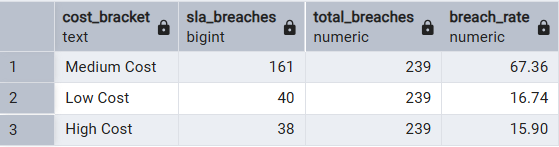 cost_bracket sla_breaches total_breaches breach_rate
text bigint numeric numeric
1 Medium Cost 161 239 67.36
2 Low Cost 40 239 16.74
3 High Cost 38 239 15.90